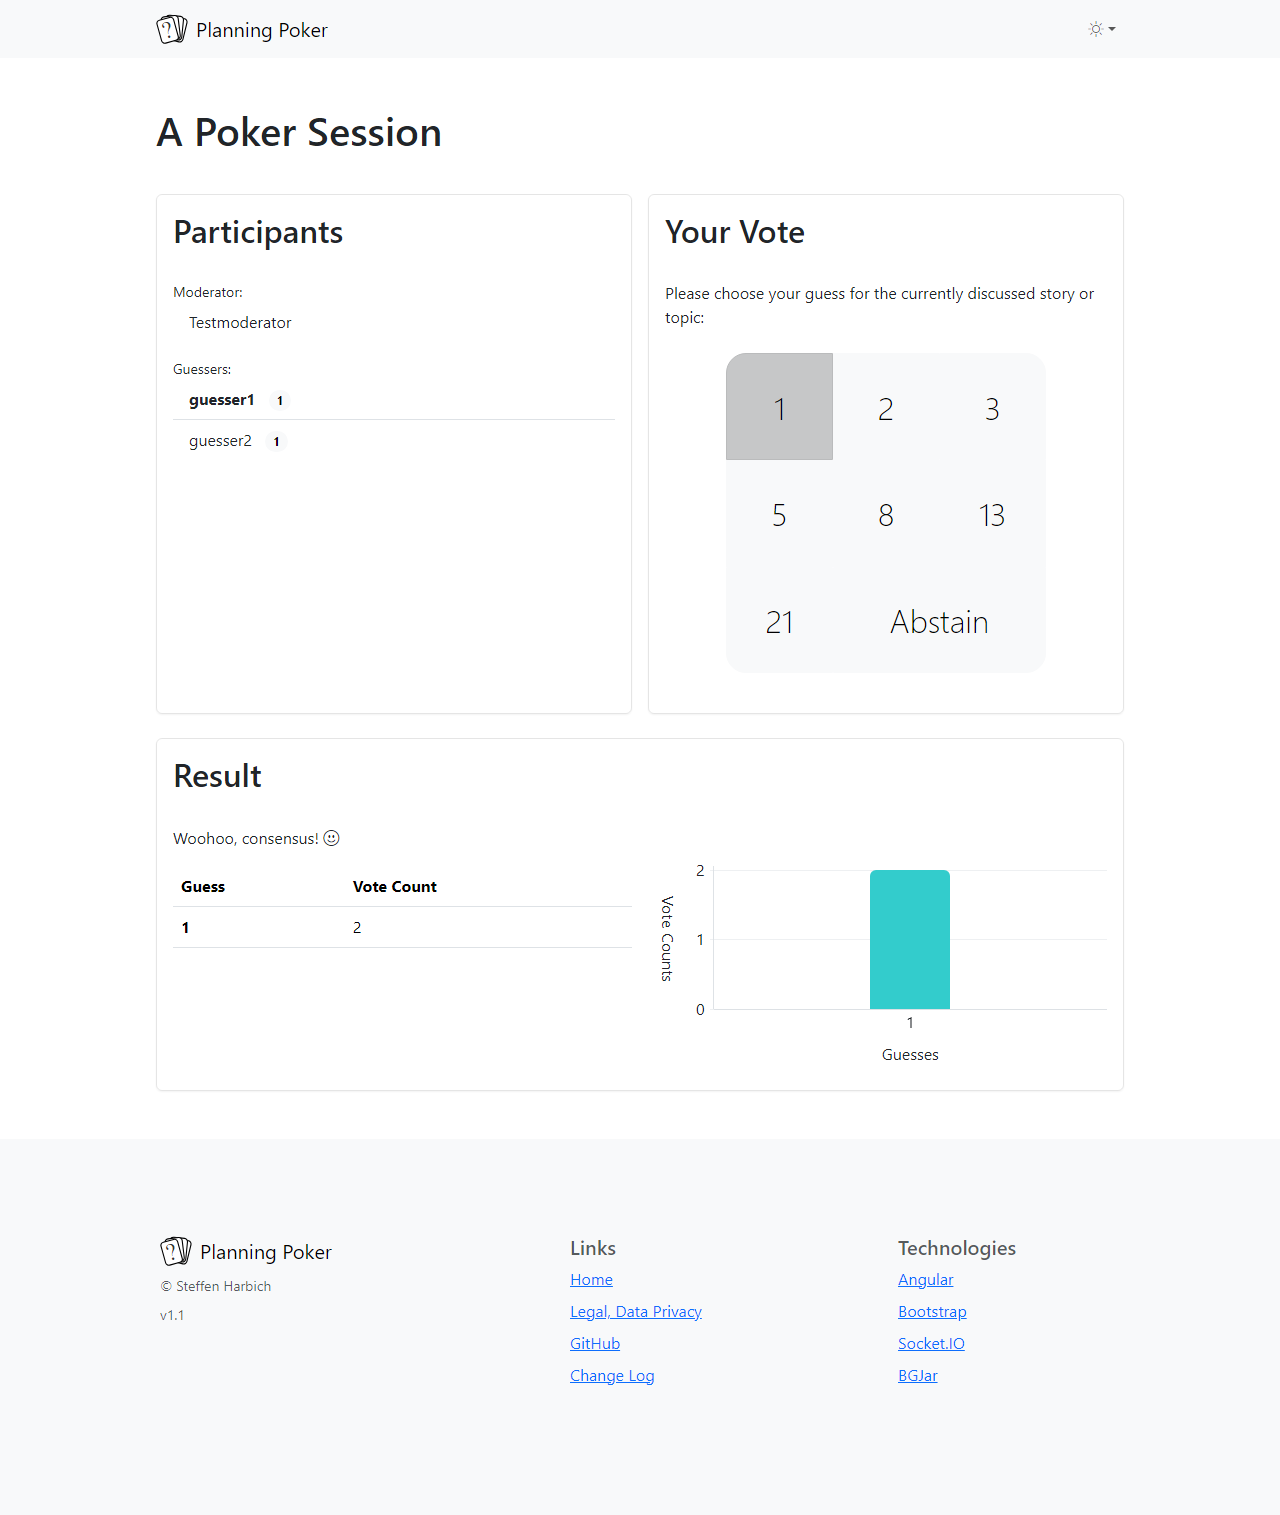 Planning Poker
A Poker Session
Participants
Moderator:
Testmoderator
Guessers:
guesser1 1
guesser2 1
Your Vote
Please choose your guess for the currently discussed story or
topic:
1 2 3
5 8 13
21 Abstain
Result
Woohoo, consensus!
Guess Vote Count
1 2
2
1
0
Vote Counts
1
Guesses
? Planning Poker
© Steffen Harbich
v1.1
Links
Home
Legal, Data Privacy
GitHub
Change Log
Technologies
Angular
Bootstrap
Socket.IO
BGJar